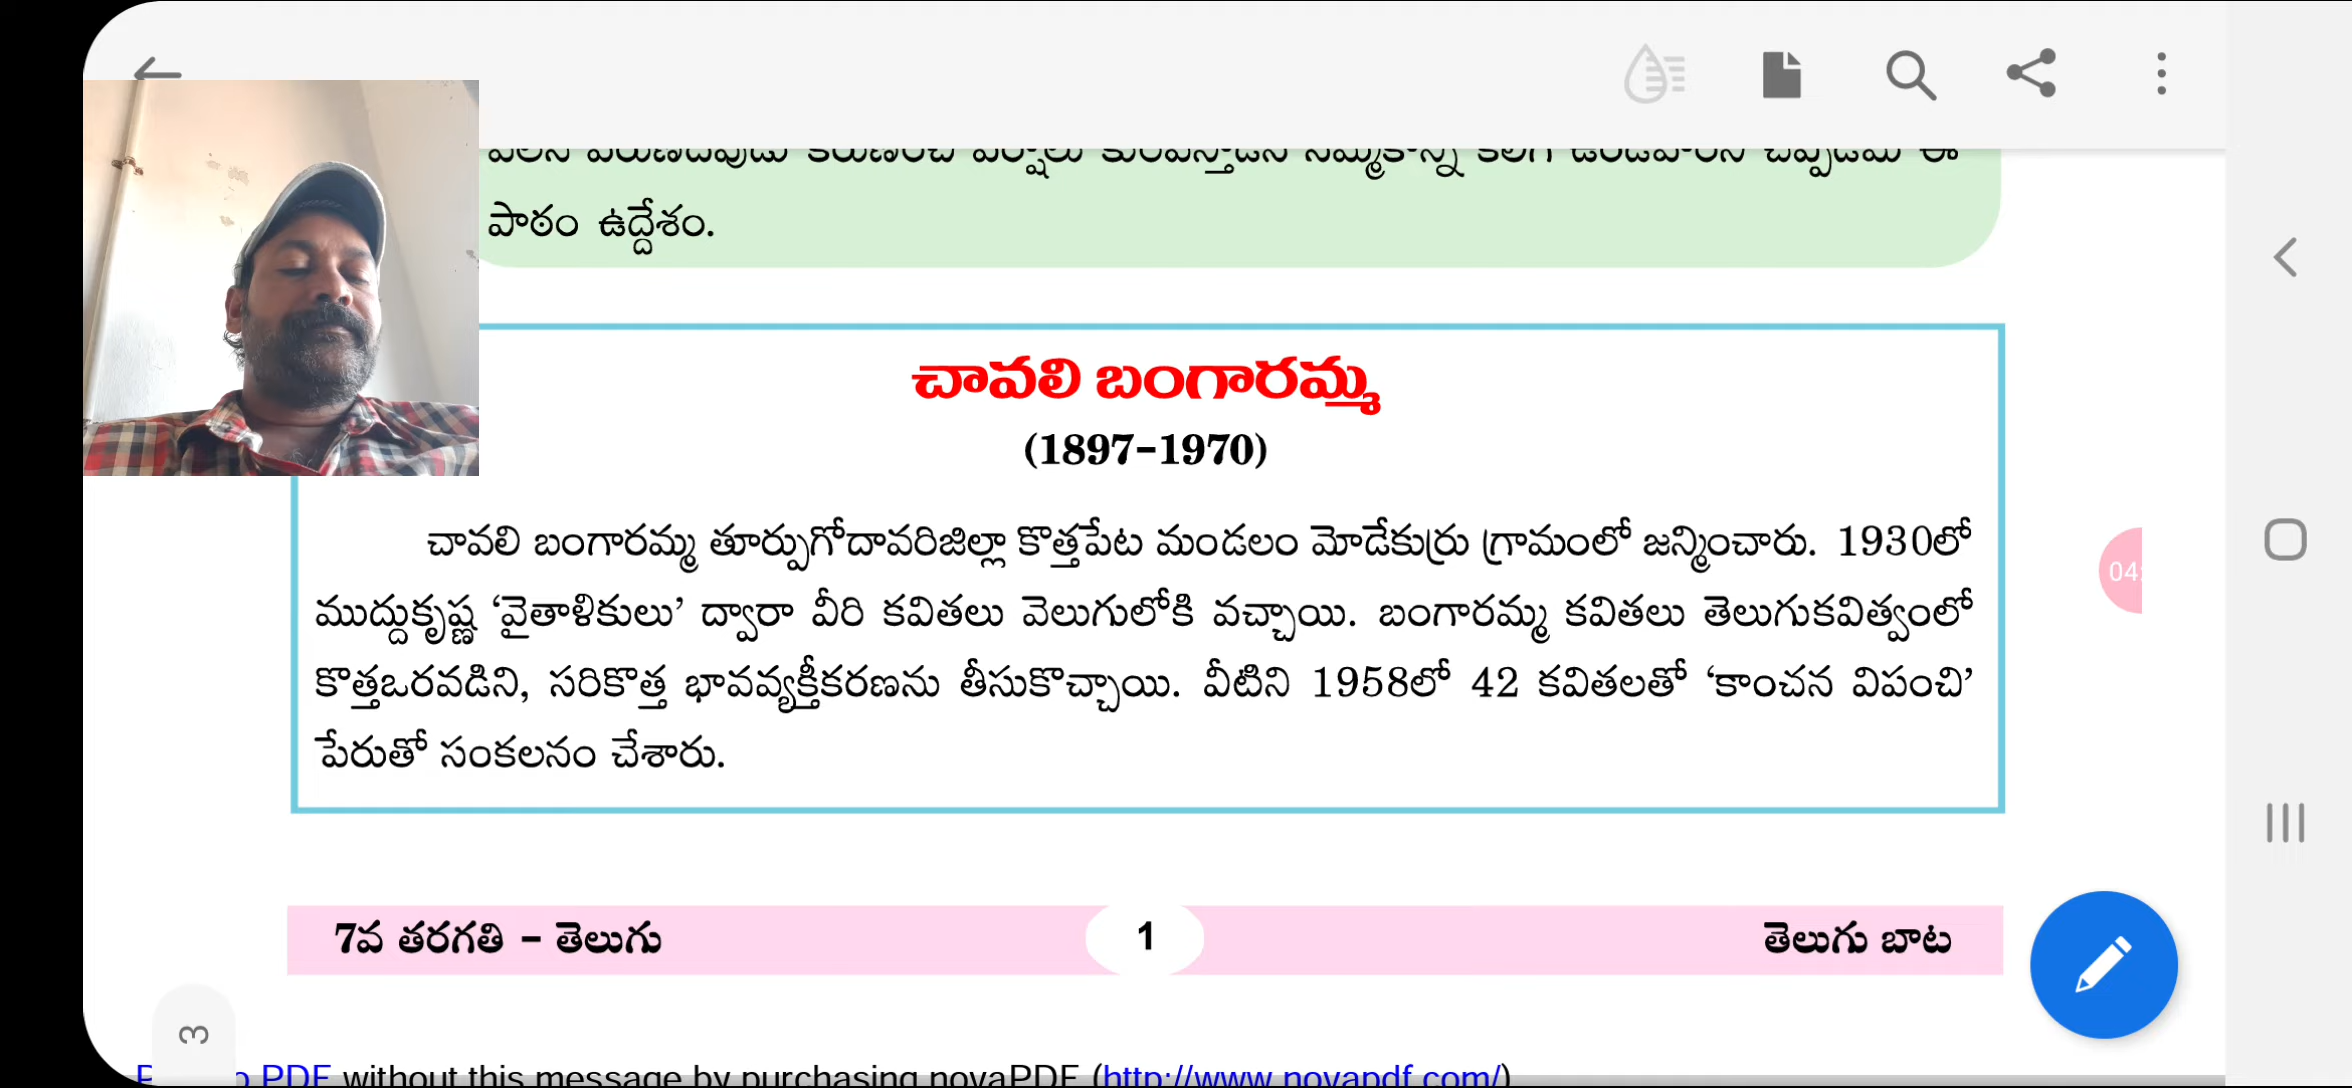 పాఠం ఉద్దేశం.
చావలి బంగారమ్మ
(1897-1970)
చావలి బంగారమ్మ తూర్పుగోదావరిజిల్లా కొత్తపేట మండలం మోడేకుర్రు గ్రామంలో జన్మించారు. 1930లో
ముద్దుకృష్ణ ‘వైతాళికులు’ ద్వారా వీరి కవితలు వెలుగులోకి వచ్చాయి. బంగారమ్మ కవితలు తెలుగుకవిత్వంలో
కొత్తఒరవడిని, సరికొత్త భావవ్యక్తీకరణను తీసుకొచ్చాయి. వీటిని 1958లో 42 కవితలతో ‘కాంచన విపంచి’
పేరుతో సంకలనం చేశారు.
04
7వ తరగతి - తెలుగు 1 తెలుగు బాట
3
PDF without this message by purchasing novaPDF (http://www.novapdf.com/)